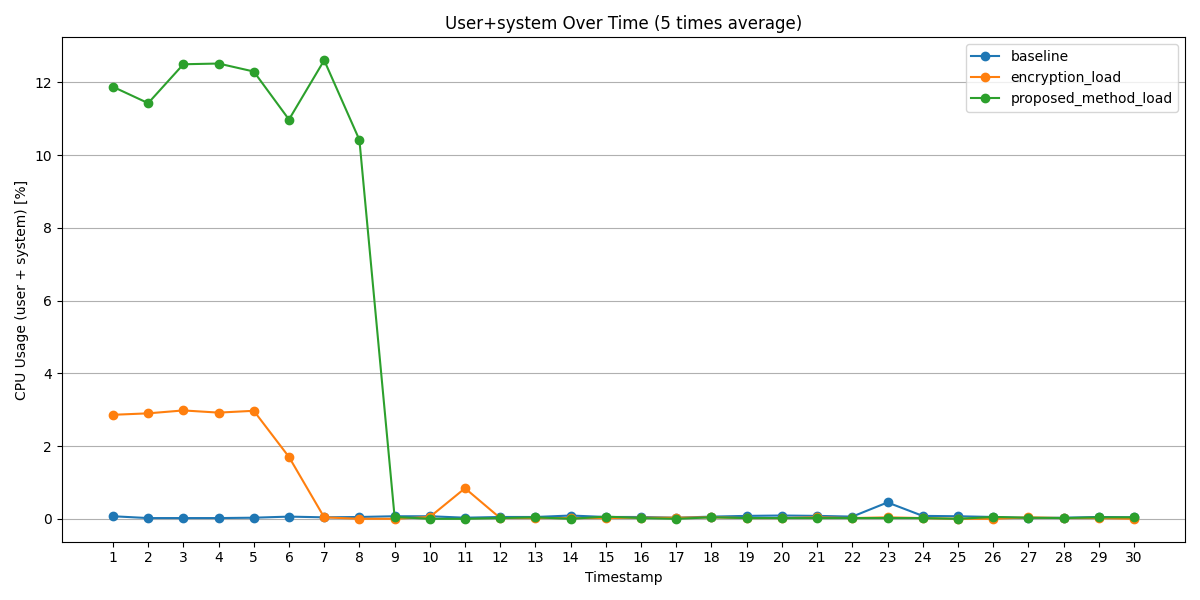 User+system Over Time (5 times average)
baseline
encryption_load
proposed_method_load
CPU Usage (user + system) [%]
12
10
8
6
4
2
0
1 2 3 4 5 6 7 8 9 10 11 12 13 14 15 16 17 18 19 20 21 22 23 24 25 26 27 28 29 30
Timestamp